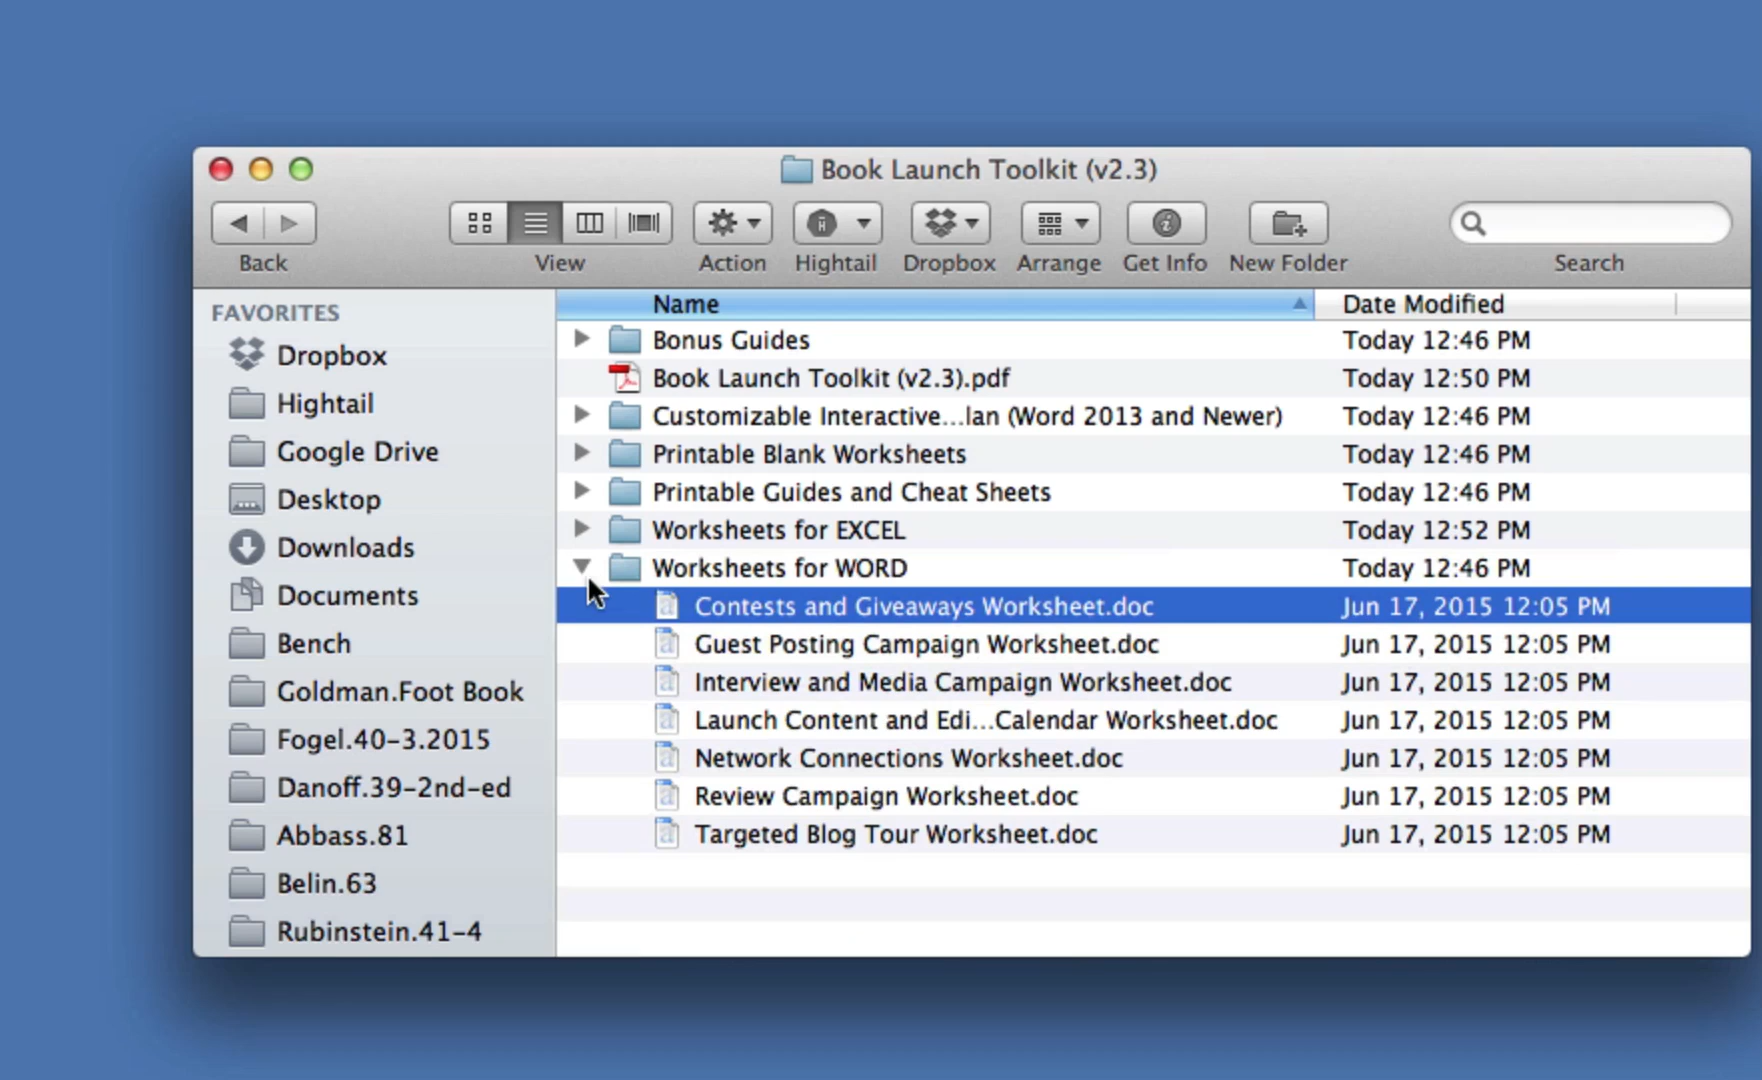 Book Launch Toolkit (v2.3)
Back View Action Hightail Dropbox Arrange Get Info New Folder Search
FAVORITES
Dropbox
Hightail
Google Drive
Desktop
Downloads
Documents
Bench
Goldman.Foot Book
Fogel.40-3.2015
Danoff.39-2nd-ed
Abbass.81
Belin.63
Rubinstein.41-4
Name Date Modified
Bonus Guides Today 12:46 PM
Book Launch Toolkit (v2.3).pdf Today 12:50 PM
Customizable Interactive...lan (Word 2013 and Newer) Today 12:46 PM
Printable Blank Worksheets Today 12:46 PM
Printable Guides and Cheat Sheets Today 12:46 PM
Worksheets for EXCEL Today 12:52 PM
Worksheets for WORD Today 12:46 PM
Contests and Giveaways Worksheet.doc Jun 17, 2015 12:05 PM
Guest Posting Campaign Worksheet.doc Jun 17, 2015 12:05 PM
Interview and Media Campaign Worksheet.doc Jun 17, 2015 12:05 PM
Launch Content and Edi...Calendar Worksheet.doc Jun 17, 2015 12:05 PM
Network Connections Worksheet.doc Jun 17, 2015 12:05 PM
Review Campaign Worksheet.doc Jun 17, 2015 12:05 PM
Targeted Blog Tour Worksheet.doc Jun 17, 2015 12:05 PM